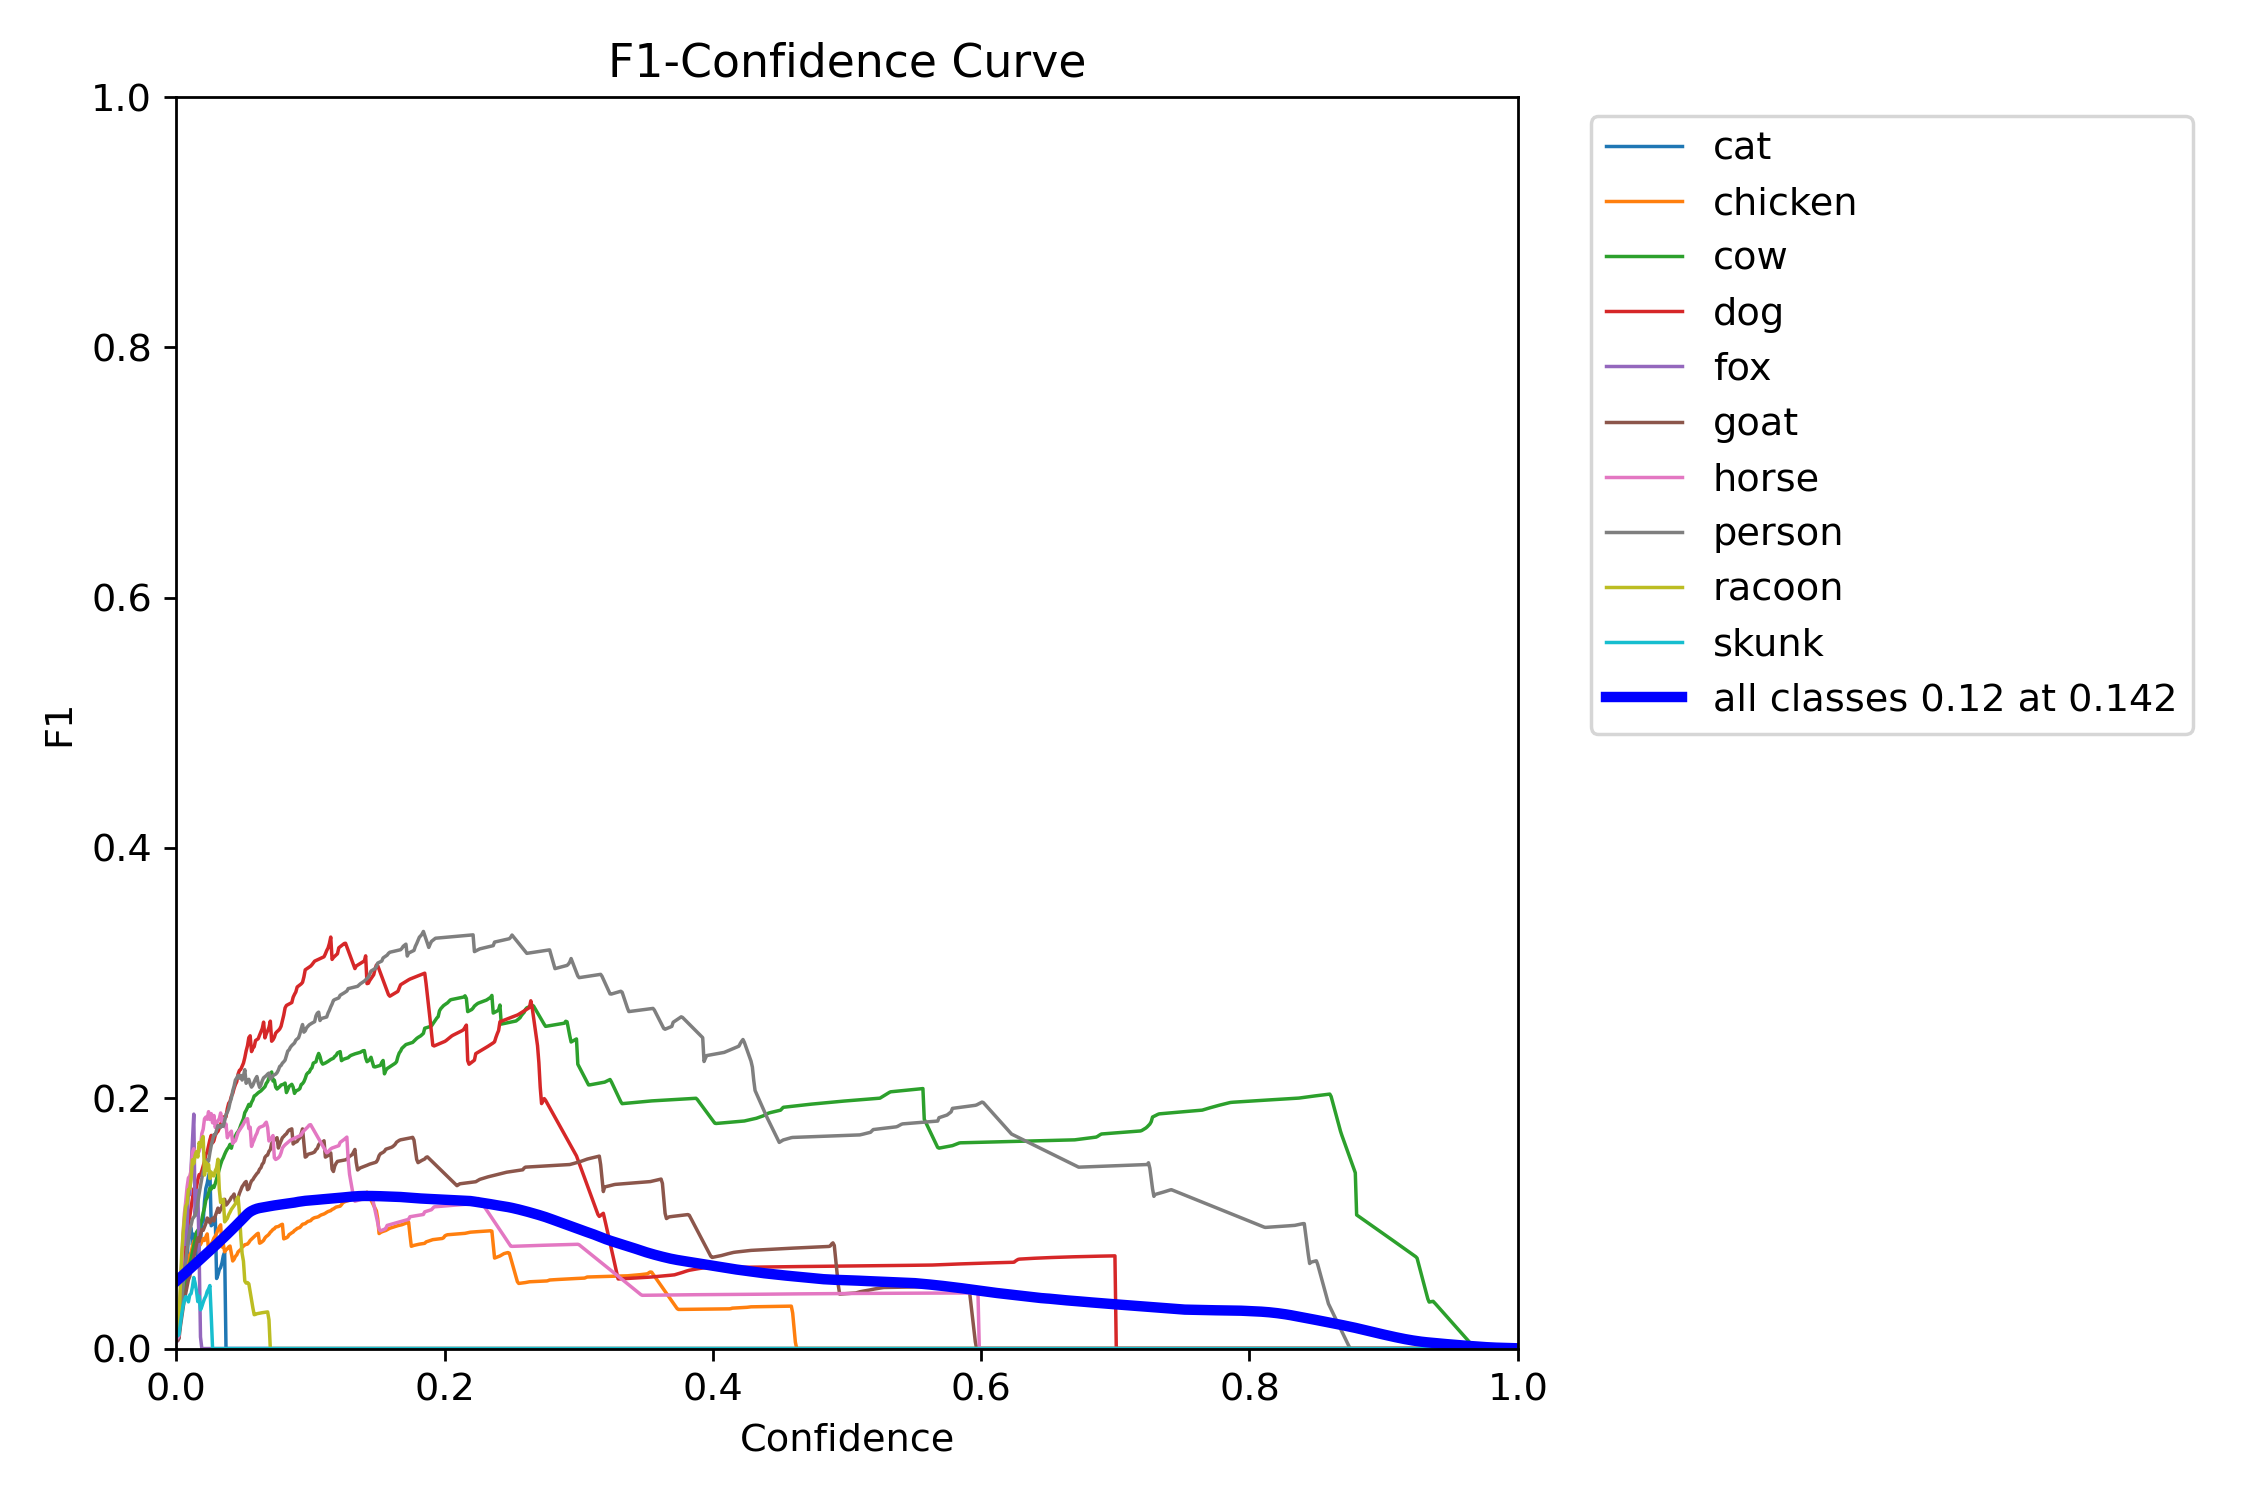 F1-Confidence Curve
1.0
0.8
0.6
0.4
0.2
0.0
F1
0.0 0.2 0.4 0.6 0.8 1.0
Confidence
cat
chicken
cow
dog
fox
goat
horse
person
racoon
skunk
all classes 0.12 at 0.142